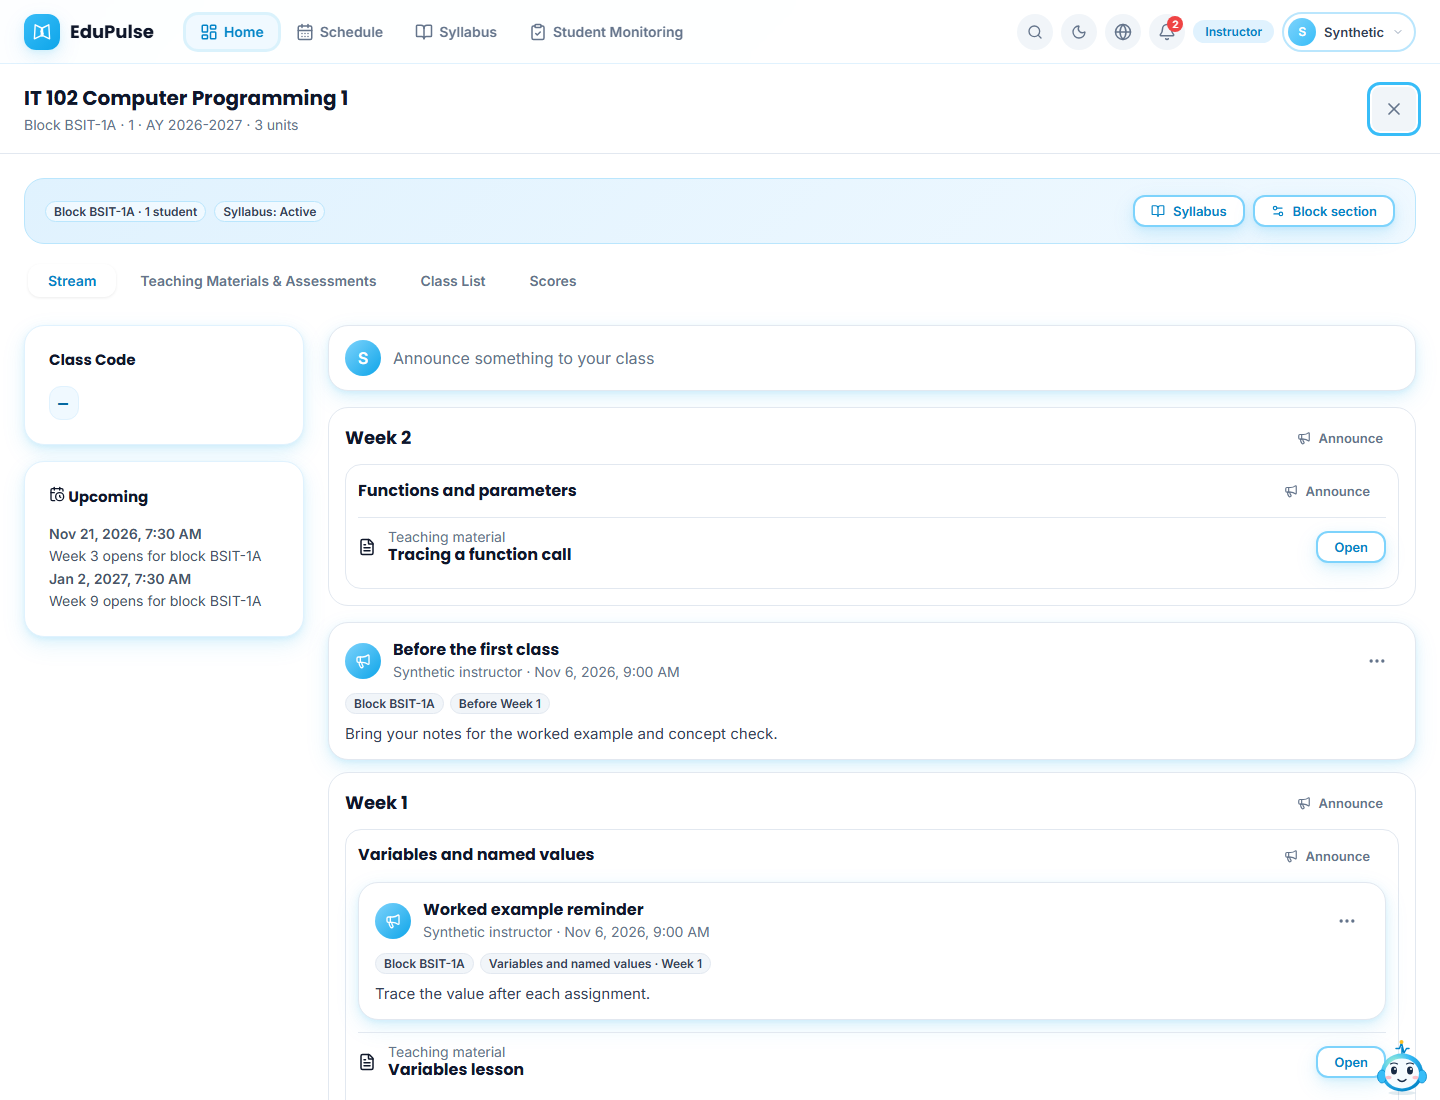 EduPulse
Home
Schedule
Syllabus
Student Monitoring
2
Instructor
S
Synthetic
IT 102 Computer Programming 1
Block BSIT-1A · 1 · AY 2026-2027 · 3 units
Block BSIT-1A · 1 student
Syllabus: Active
Syllabus
Block section
Stream
Teaching Materials & Assessments
Class List
Scores
Class Code
–
Upcoming
Nov 21, 2026, 7:30 AM
Week 3 opens for block BSIT-1A
Jan 2, 2027, 7:30 AM
Week 9 opens for block BSIT-1A
S
Announce something to your class
Week 2
Announce
Functions and parameters
Announce
Teaching material
Tracing a function call
Open
Before the first class
Synthetic instructor · Nov 6, 2026, 9:00 AM
Block BSIT-1A
Before Week 1
Bring your notes for the worked example and concept check.
Week 1
Announce
Variables and named values
Announce
Worked example reminder
Synthetic instructor · Nov 6, 2026, 9:00 AM
Block BSIT-1A
Variables and named values · Week 1
Trace the value after each assignment.
Teaching material
Variables lesson
Open